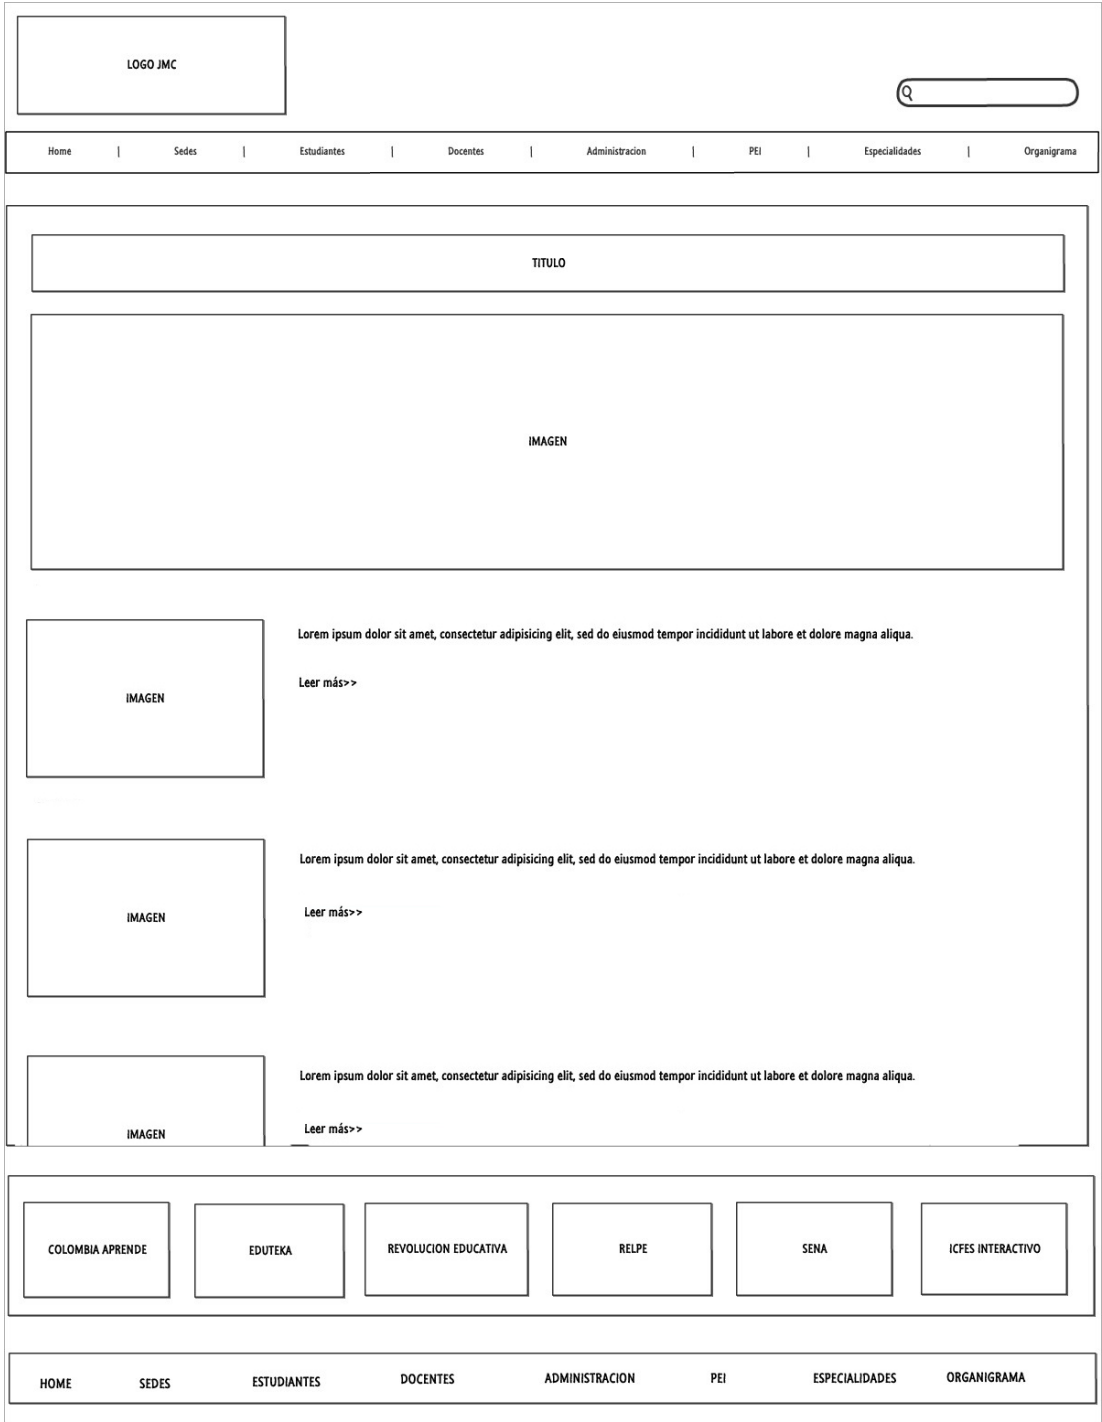 LOGO JMC
Home | Sedes | Estudiantes | Docentes | Administracion | PEI | Especialidades | Organigrama
TITULO
IMAGEN
Lorem ipsum dolor sit amet, consectetur adipisicing elit, sed do eiusmod tempor incididunt ut labore et dolore magna aliqua.
Leer más>>
IMAGEN
Lorem ipsum dolor sit amet, consectetur adipisicing elit, sed do eiusmod tempor incididunt ut labore et dolore magna aliqua.
Leer más>>
IMAGEN
Lorem ipsum dolor sit amet, consectetur adipisicing elit, sed do eiusmod tempor incididunt ut labore et dolore magna aliqua.
Leer más>>
IMAGEN
COLOMBIA APRENDE EDUTEKA REVOLUCION EDUCATIVA RELPE SENA ICFES INTERACTIVO
HOME SEDES ESTUDIANTES DOCENTES ADMINISTRACION PEI ESPECIALIDADES ORGANIGRAMA